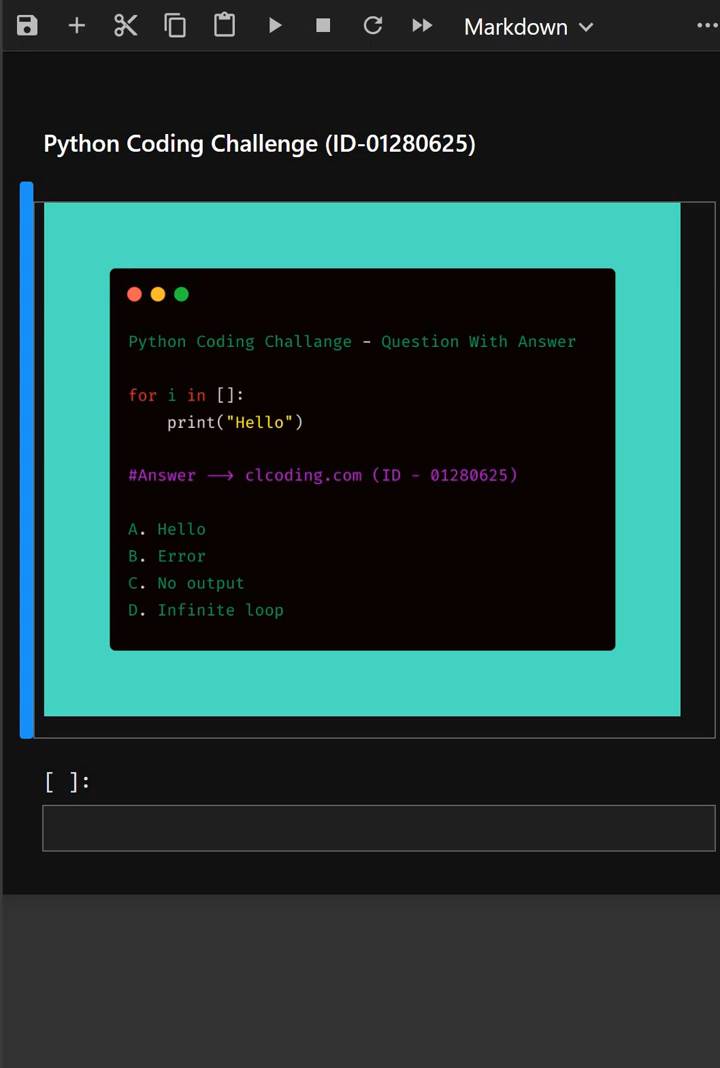 Markdown
Python Coding Challenge (ID-01280625)
Python Coding Challange - Question With Answer
for i in []:
    print("Hello")
#Answer --> clcoding.com (ID - 01280625)
A. Hello
B. Error
C. No output
D. Infinite loop
[ ]: